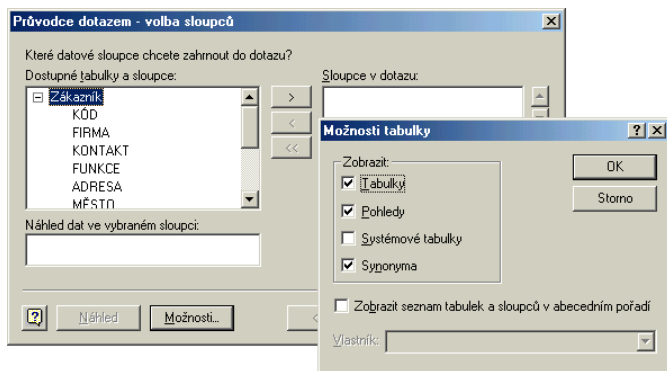 Průvodce dotazem - volba sloupců
Které datové sloupce chcete zahrnout do dotazu?
Dostupné tabulky a sloupce:
Sloupce v dotazu:
Zákazník
KÓD
FIRMA
KONTAKT
FUNKCE
ADRESA
MĚSTO
>
<
<<
Náhled dat ve vybraném sloupci:
Náhled
Možnosti...
<
Možnosti tabulky
Zobrazit:
Tabulky
Pohledy
Systémové tabulky
Synonyma
OK
Storno
Zobrazit seznam tabulek a sloupců v abecedním pořadí
Vlastník: